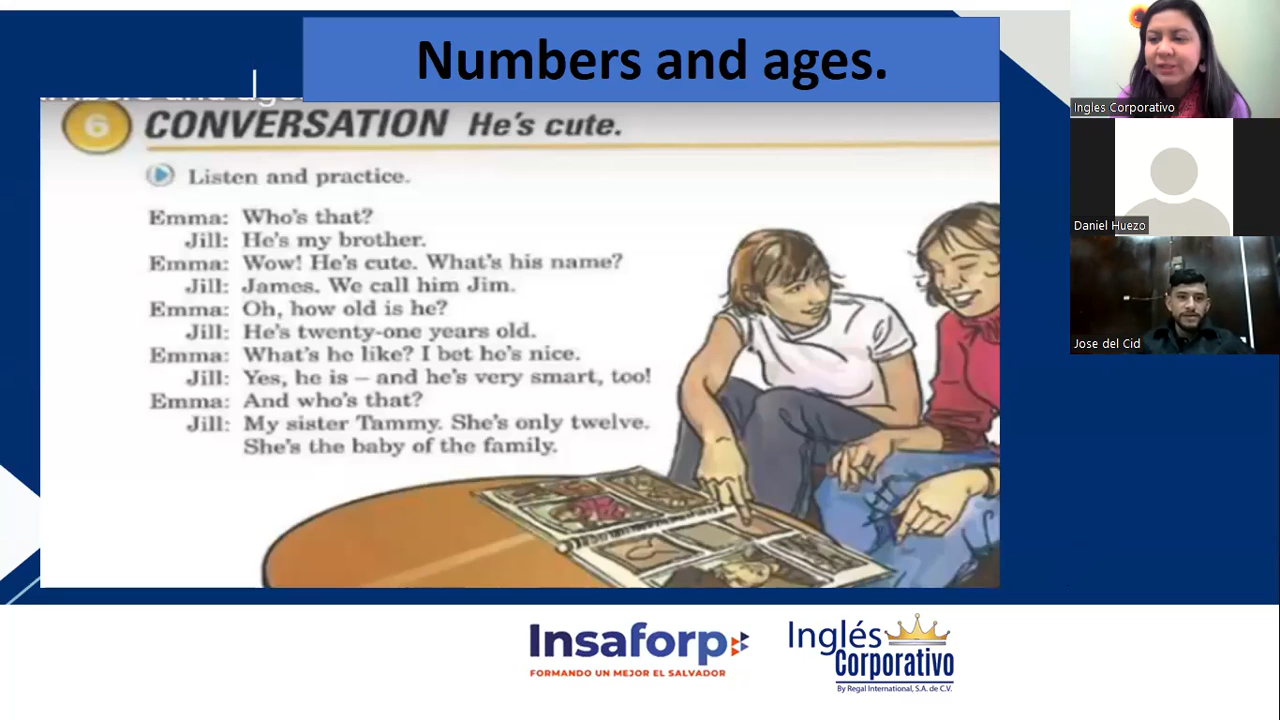 Numbers and ages.
6 CONVERSATION He's cute.
Listen and practice.
Emma: Who's that?
Jill: He's my brother.
Emma: Wow! He's cute. What's his name?
Jill: James. We call him Jim.
Emma: Oh, how old is he?
Jill: He's twenty-one years old.
Emma: What's he like? I bet he's nice.
Jill: Yes, he is – and he's very smart, too!
Emma: And who's that?
Jill: My sister Tammy. She's only twelve.
She's the baby of the family.
Insaforp
FORMANDO UN MEJOR EL SALVADOR
Inglés
Corporativo
By Regal International, S.A. de C.V.
Ingles Corporativo
Daniel Huezo
Jose del Cid